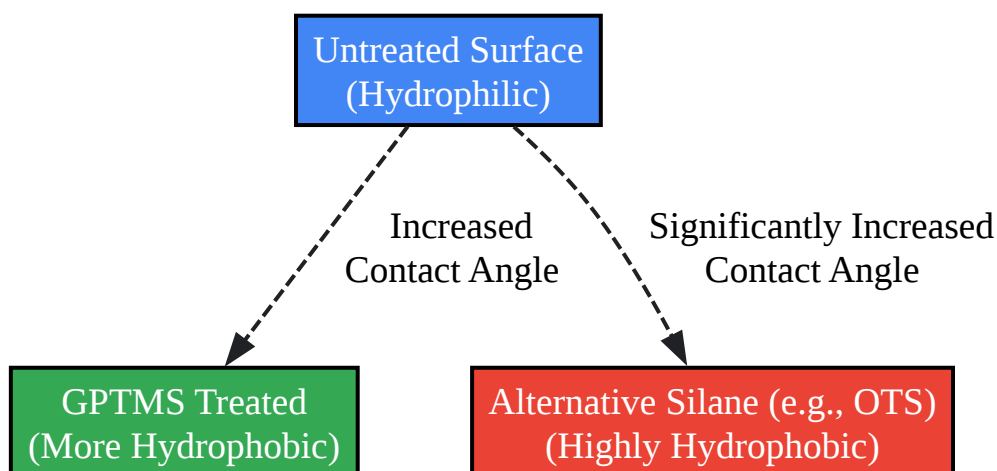 Untreated Surface
(Hydrophilic)
Increased
Contact Angle
Significantly Increased
Contact Angle
GPTMS Treated
(More Hydrophobic)
Alternative Silane (e.g., OTS)
(Highly Hydrophobic)